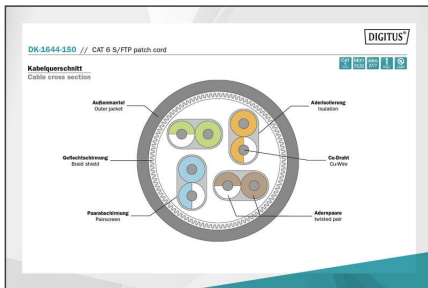 DIGITUS®
DK-1644-150 // CAT 6 S/FTP patch cord
Kabelquerschnitt
Cable cross section
Außenmantel
Outer jacket
Aderisolierung
Isolation
Geflechtschirmung
Braid shield
Cu-Draht
Cu-Wire
Paarabschirmung
Pairscreen
Adernpaare
twisted pair